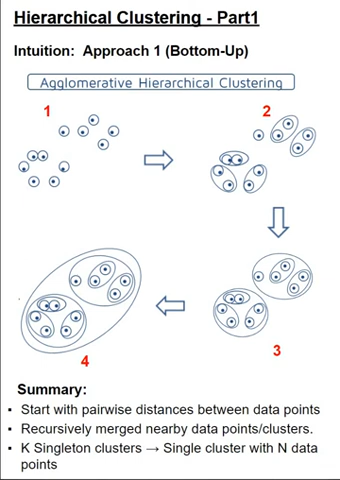 Hierarchical Clustering - Part1
Intuition: Approach 1 (Bottom-Up)
Agglomerative Hierarchical Clustering
1
2
3
4
Summary:
▪ Start with pairwise distances between data points
▪ Recursively merged nearby data points/clusters.
▪ K Singleton clusters → Single cluster with N data
points